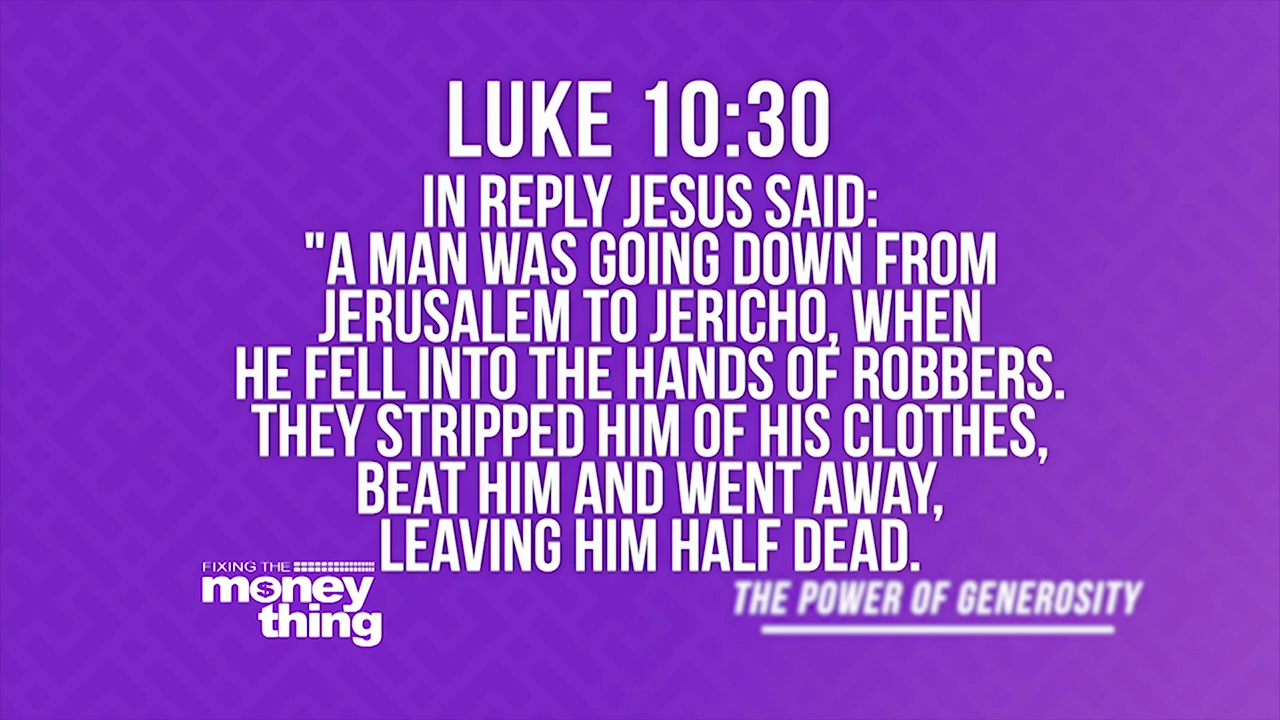 LUKE 10:30
IN REPLY JESUS SAID:
"A MAN WAS GOING DOWN FROM
JERUSALEM TO JERICHO, WHEN
HE FELL INTO THE HANDS OF ROBBERS.
THEY STRIPPED HIM OF HIS CLOTHES,
BEAT HIM AND WENT AWAY,
LEAVING HIM HALF DEAD.
FIXING THE
money
thing
THE POWER OF GENEROSITY